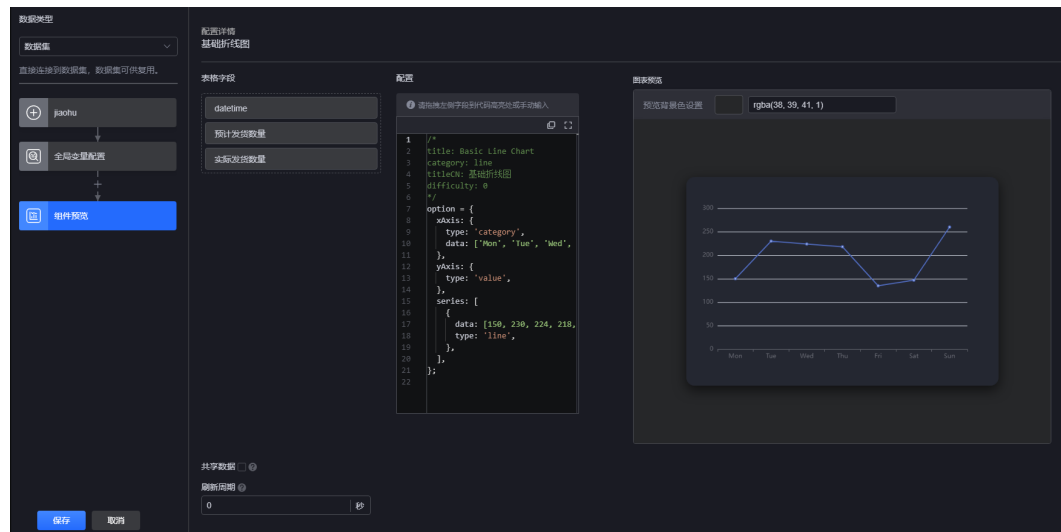 数据类型
数据集
直接连接到数据集，数据集可供复用。
jiaohu
全局变量配置
组件预览
保存
取消
配置详情
基础折线图
表格字段
datetime
预计发货数量
实际发货数量
配置
请拖拽左侧字段到代码高亮处或手动输入
1 /*
2 title: Basic Line Chart
3 category: line
4 titleCN: 基础折线图
5 difficulty: 0
6 */
7 option = {
8 xAxis: {
9 type: 'category',
10 data: ['Mon', 'Tue', 'Wed',
11 },
12 yAxis: {
13 type: 'value',
14 },
15 series: [
16 {
17 data: [150, 230, 224, 218,
18 type: 'line',
19 },
20 ],
21 };
22
图表预览
预览背景色设置 rgba(38, 39, 41, 1)
300
250
200
150
100
50
0
Mon Tue Wed Thu Fri Sat Sun
共享数据
刷新周期
0 秒